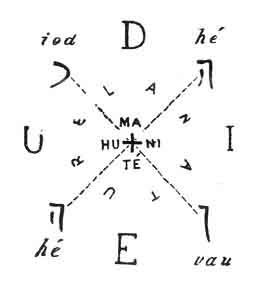 iod D hé
י ה
L A
E MA N
U HU NI I
R TÉ A
U T
ה ו
hé E vau